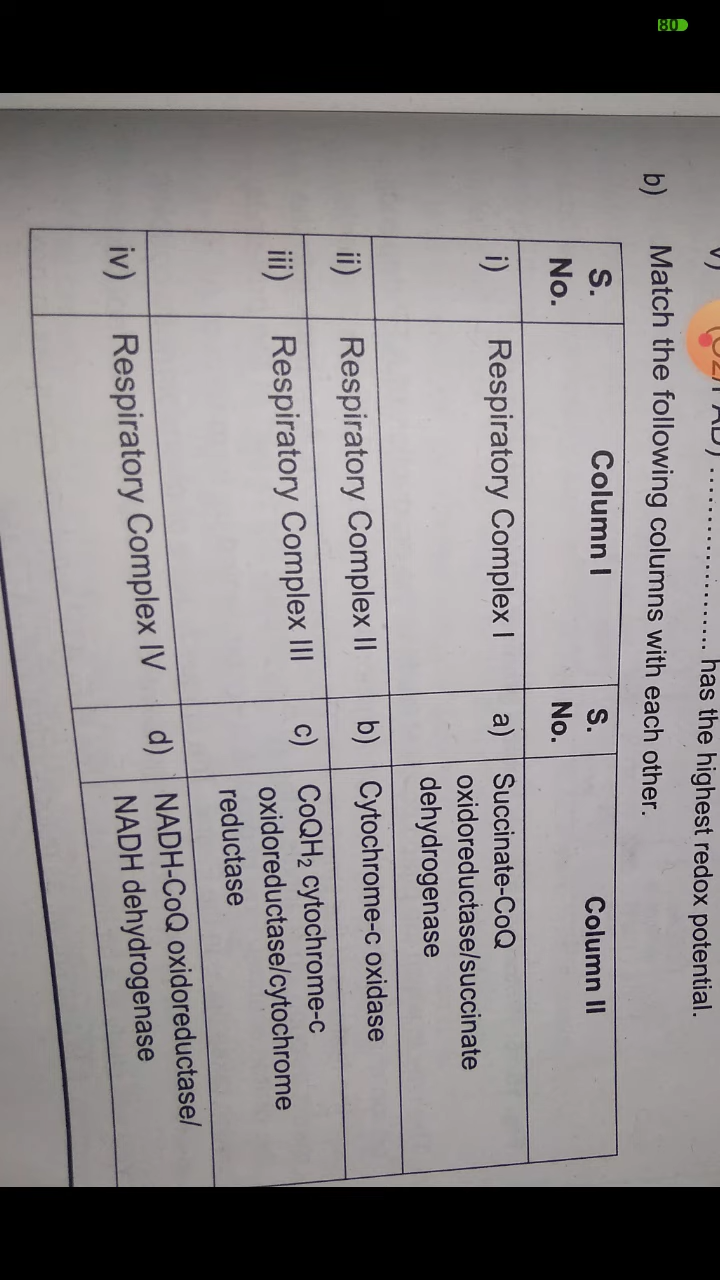 80
has the highest redox potential.
b) Match the following columns with each other.
S. No. Column I S. No. Column II
i) Respiratory Complex I a) Succinate-CoQ
oxidoreductase/succinate
dehydrogenase
ii) Respiratory Complex II b) Cytochrome-c oxidase
iii) Respiratory Complex III c) CoQH₂ cytochrome-c
oxidoreductase/cytochrome
reductase
iv) Respiratory Complex IV d) NADH-CoQ oxidoreductase/
NADH dehydrogenase